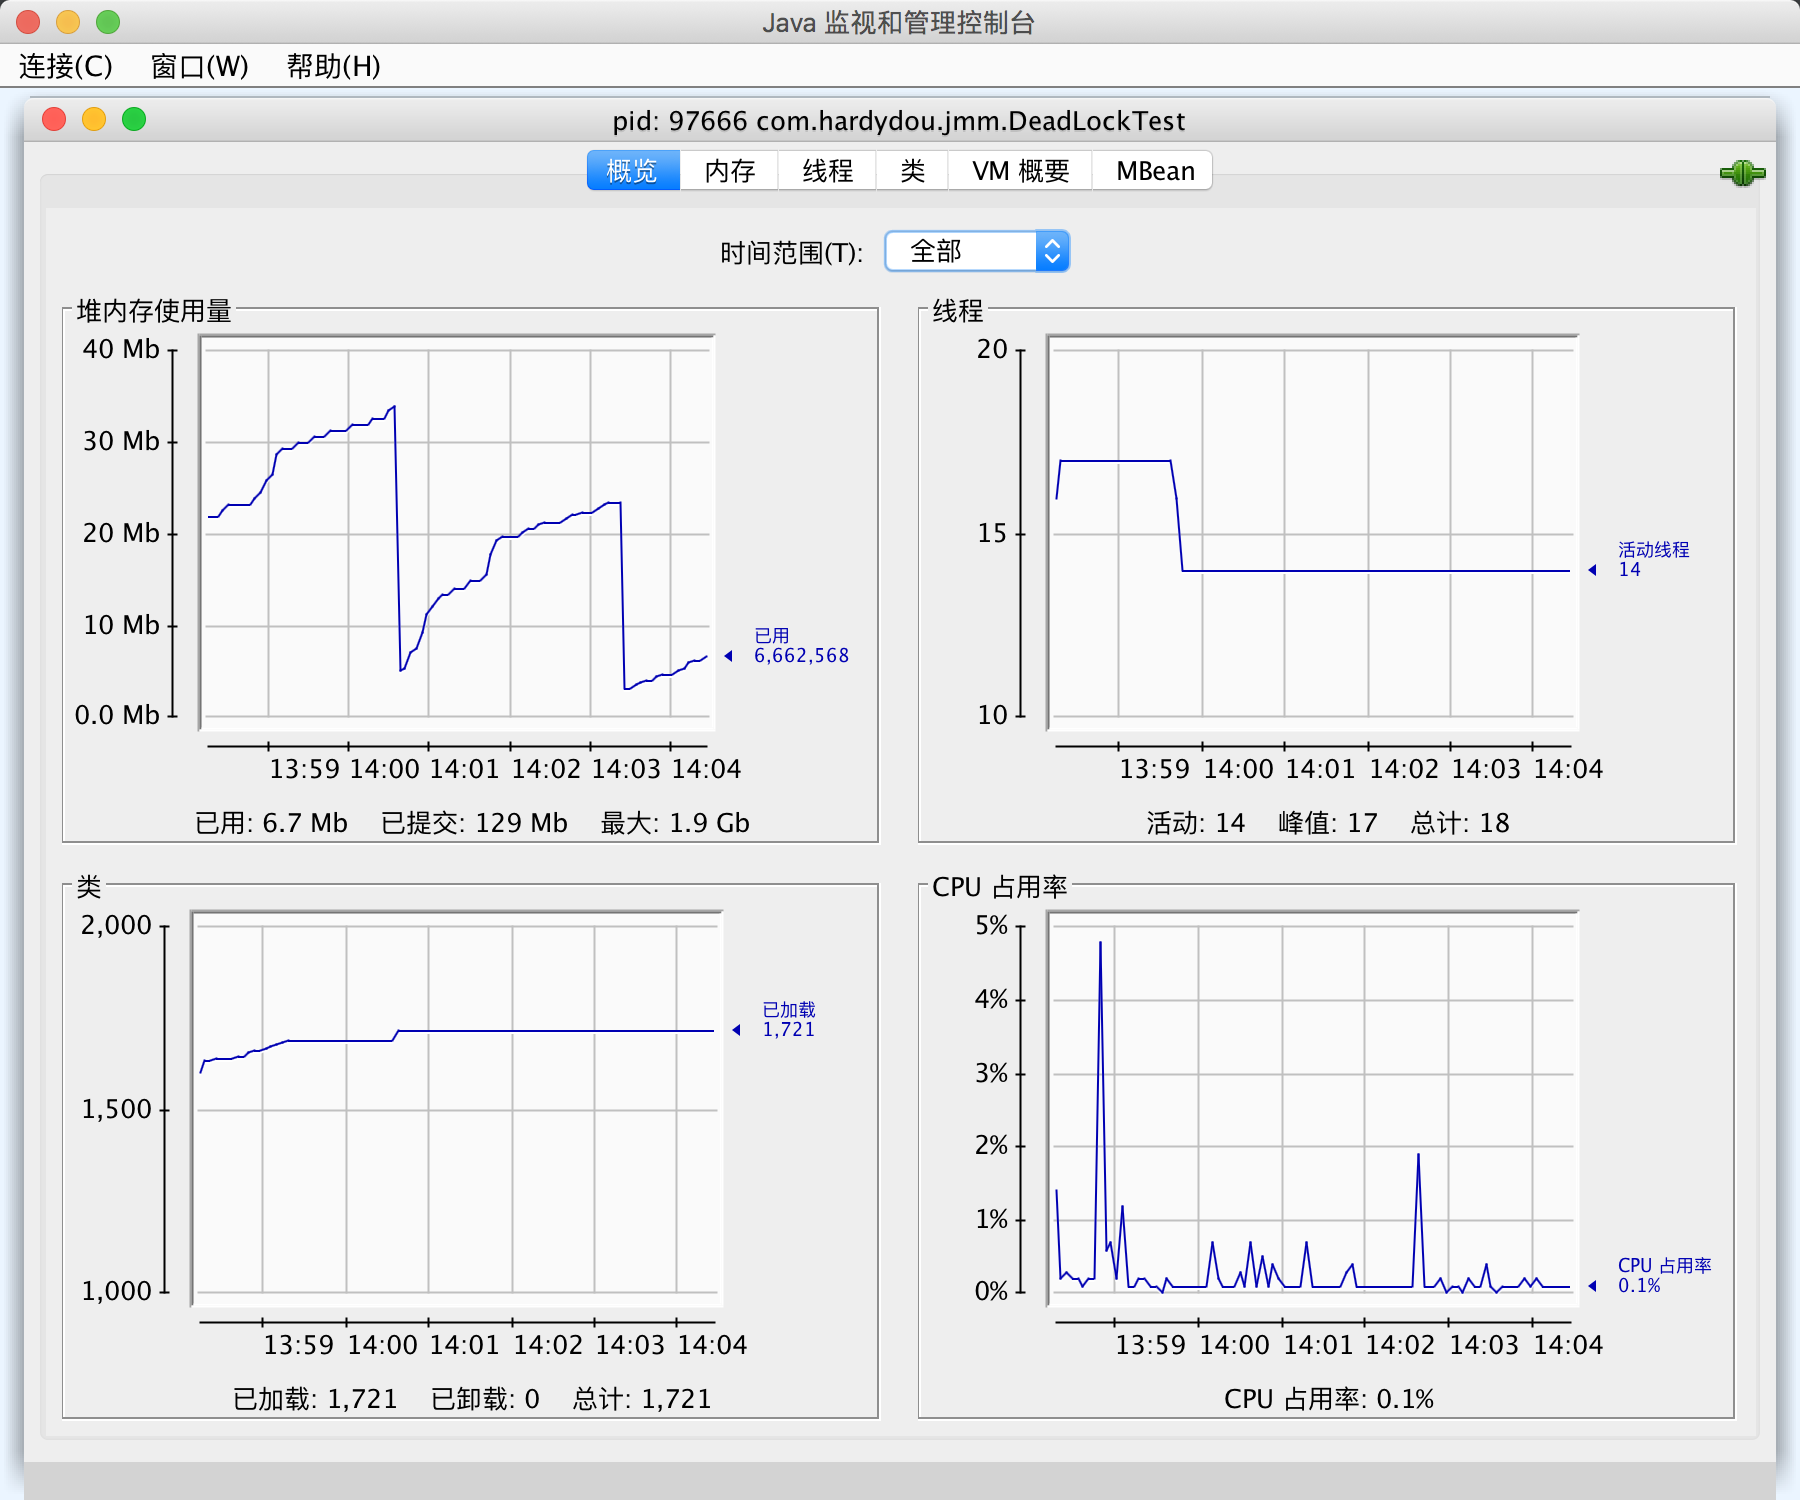 Java 监视和管理控制台
连接(C) 窗口(W) 帮助(H)
pid: 97666 com.hardydou.jmm.DeadLockTest
概览 内存 线程 类 VM 概要 MBean
时间范围(T): 全部
堆内存使用量
40 Mb
30 Mb
20 Mb
10 Mb
0.0 Mb
已用
6,662,568
13:59 14:00 14:01 14:02 14:03 14:04
已用: 6.7 Mb 已提交: 129 Mb 最大: 1.9 Gb
线程
20
15
10
活动线程
14
13:59 14:00 14:01 14:02 14:03 14:04
活动: 14 峰值: 17 总计: 18
类
2,000
1,500
1,000
已加载
1,721
13:59 14:00 14:01 14:02 14:03 14:04
已加载: 1,721 已卸载: 0 总计: 1,721
CPU 占用率
5%
4%
3%
2%
1%
0%
CPU 占用率
0.1%
13:59 14:00 14:01 14:02 14:03 14:04
CPU 占用率: 0.1%